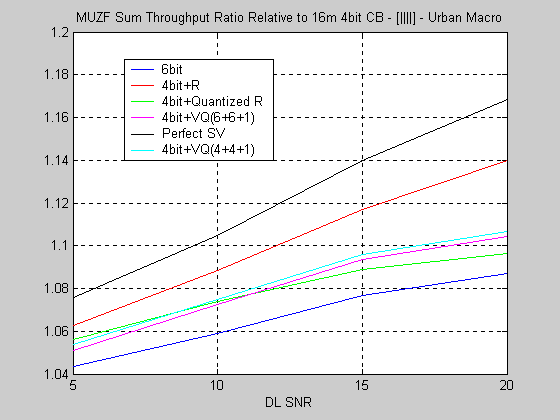 MUZF Sum Throughput Ratio Relative to 16m 4bit CB - [||||] - Urban Macro
1.2
1.18
1.16
1.14
1.12
1.1
1.08
1.06
1.04
6bit
4bit+R
4bit+Quantized R
4bit+VQ(6+6+1)
Perfect SV
4bit+VQ(4+4+1)
5
10
15
20
DL SNR